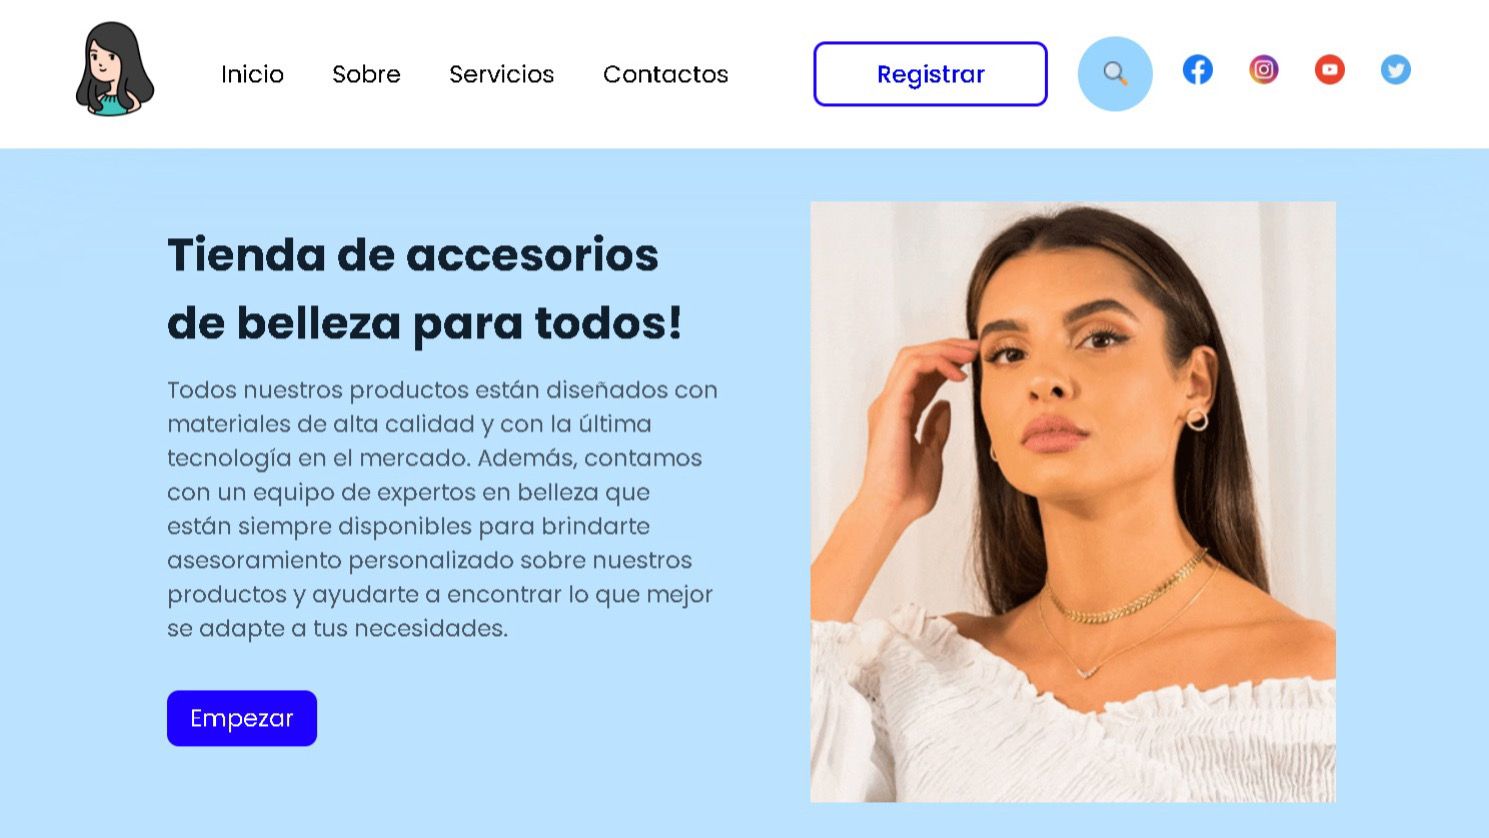 Inicio Sobre Servicios Contactos Registrar
Tienda de accesorios
de belleza para todos!
Todos nuestros productos están diseñados con
materiales de alta calidad y con la última
tecnología en el mercado. Además, contamos
con un equipo de expertos en belleza que
están siempre disponibles para brindarte
asesoramiento personalizado sobre nuestros
productos y ayudarte a encontrar lo que mejor
se adapte a tus necesidades.
Empezar